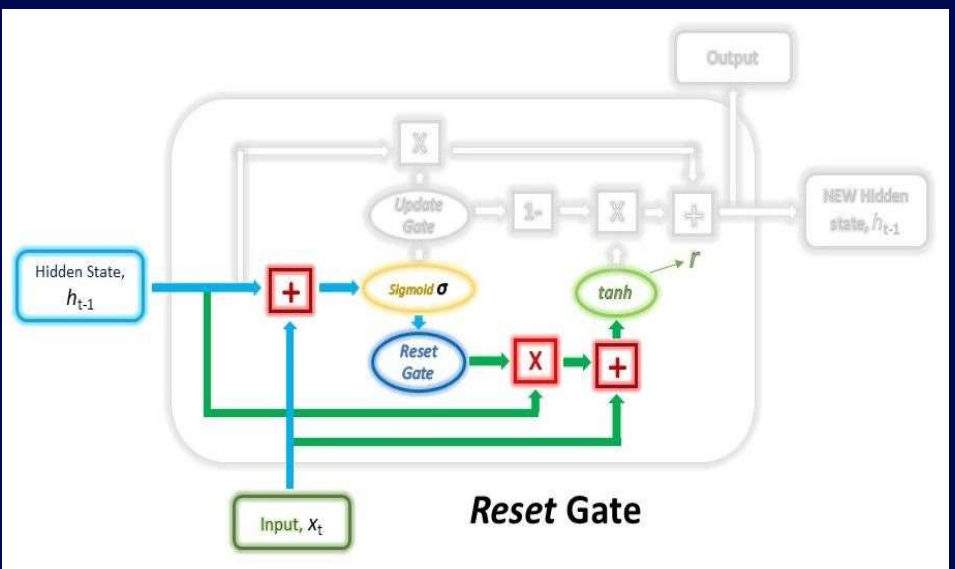 Output
X
Update
Gate
1-
X
+
NEW Hidden
state, hₜ₋₁
Hidden State,
hₜ₋₁
+
Sigmoid σ
tanh
r
Reset
Gate
X
+
Input, xₜ
Reset Gate